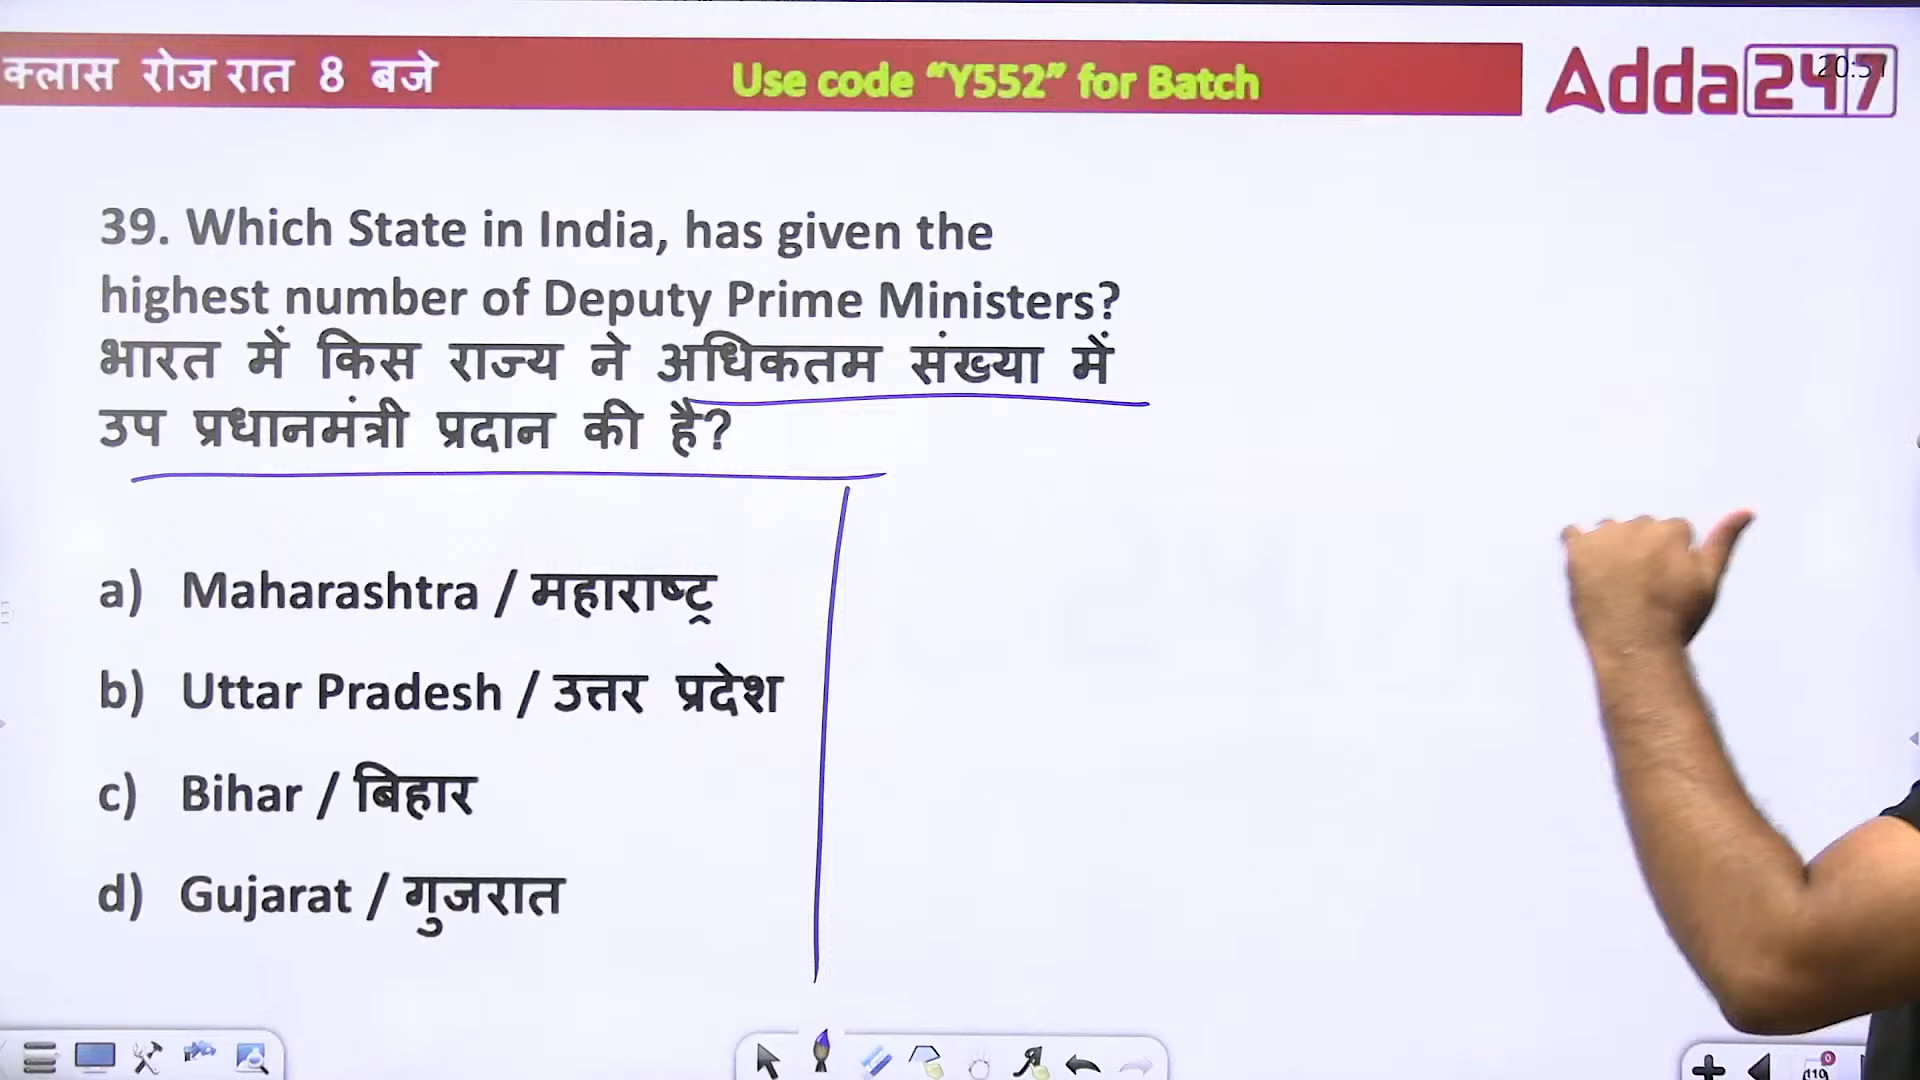 क्लास रोज रात 8 बजे
Use code “Y552” for Batch
Adda247
39. Which State in India, has given the
highest number of Deputy Prime Ministers?
भारत में किस राज्य ने अधिकतम संख्या में
उप प्रधानमंत्री प्रदान की है?
a) Maharashtra / महाराष्ट्र
b) Uttar Pradesh / उत्तर प्रदेश
c) Bihar / बिहार
d) Gujarat / गुजरात